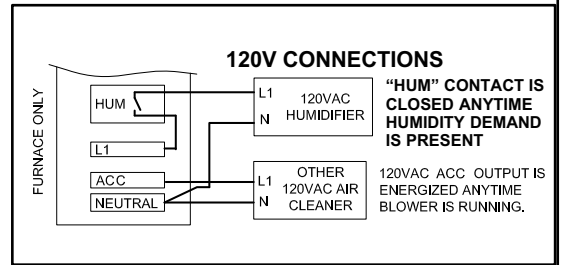 120V CONNECTIONS
FURNACE ONLY
HUM
L1
ACC
NEUTRAL
L1
N
120VAC
HUMIDIFIER
"HUM" CONTACT IS
CLOSED ANYTIME
HUMIDITY DEMAND
IS PRESENT
L1
N
OTHER
120VAC AIR
CLEANER
120VAC ACC OUTPUT IS
ENERGIZED ANYTIME
BLOWER IS RUNNING.